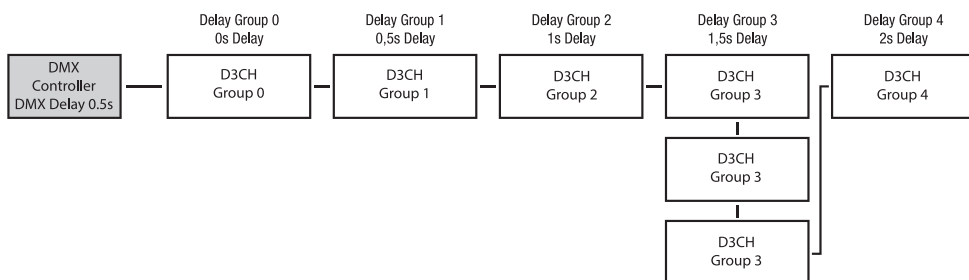 Delay Group 0
0s Delay
Delay Group 1
0,5s Delay
Delay Group 2
1s Delay
Delay Group 3
1,5s Delay
Delay Group 4
2s Delay
DMX
Controller
DMX Delay 0.5s
D3CH
Group 0
D3CH
Group 1
D3CH
Group 2
D3CH
Group 3
D3CH
Group 4
D3CH
Group 3
D3CH
Group 3